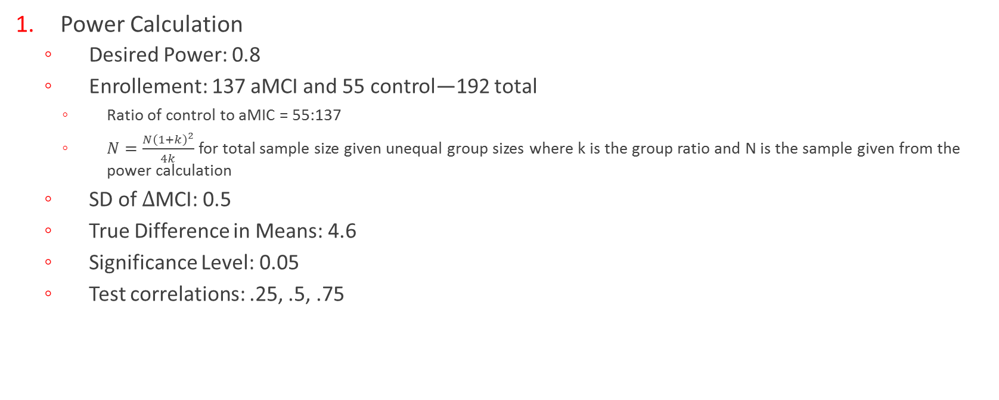 1. Power Calculation
◦ Desired Power: 0.8
◦ Enrollement: 137 aMCI and 55 control—192 total
◦ Ratio of control to aMIC = 55:137
◦ N = N(1+k)²/4k for total sample size given unequal group sizes where k is the group ratio and N is the sample given from the
power calculation
◦ SD of ΔMCI: 0.5
◦ True Difference in Means: 4.6
◦ Significance Level: 0.05
◦ Test correlations: .25, .5, .75